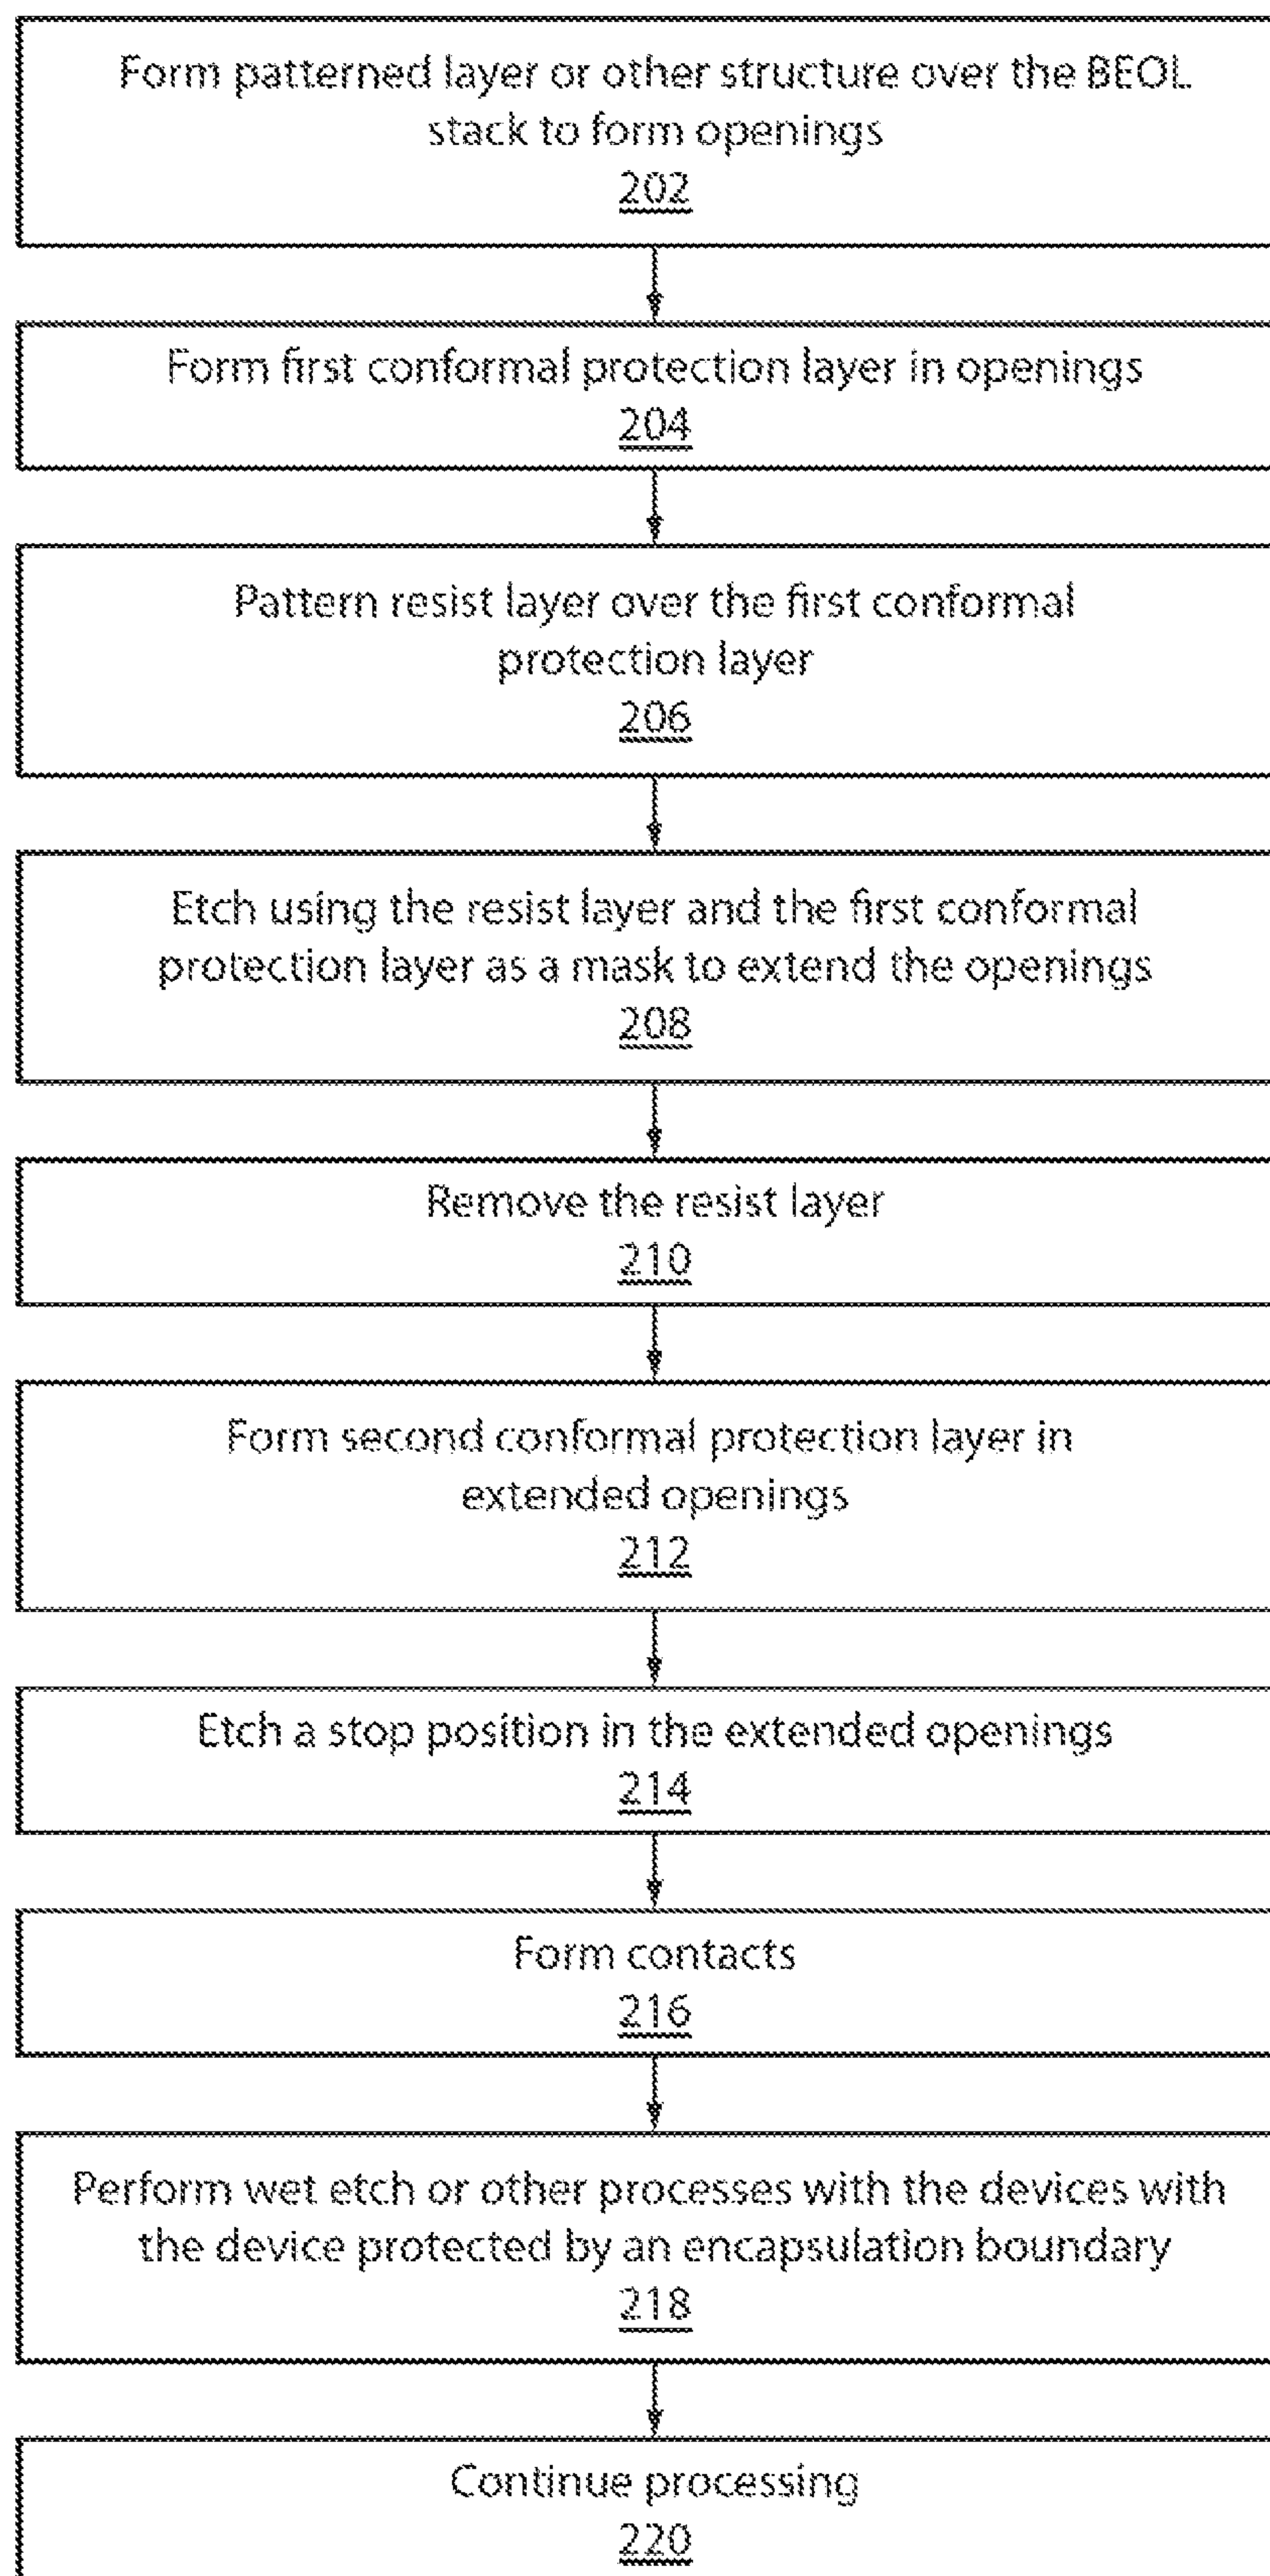 Form patterned layer or other structure over the BEOL
stack to form openings
202
Form first conformal protection layer in openings
204
Pattern resist layer over the first conformal
protection layer
206
Etch using the resist layer and the first conformal
protection layer as a mask to extend the openings
208
Remove the resist layer
210
Form second conformal protection layer in
extended openings
212
Etch a stop position in the extended openings
214
Form contacts
216
Perform wet etch or other processes with the devices with
the device protected by an encapsulation boundary
218
Continue processing
220